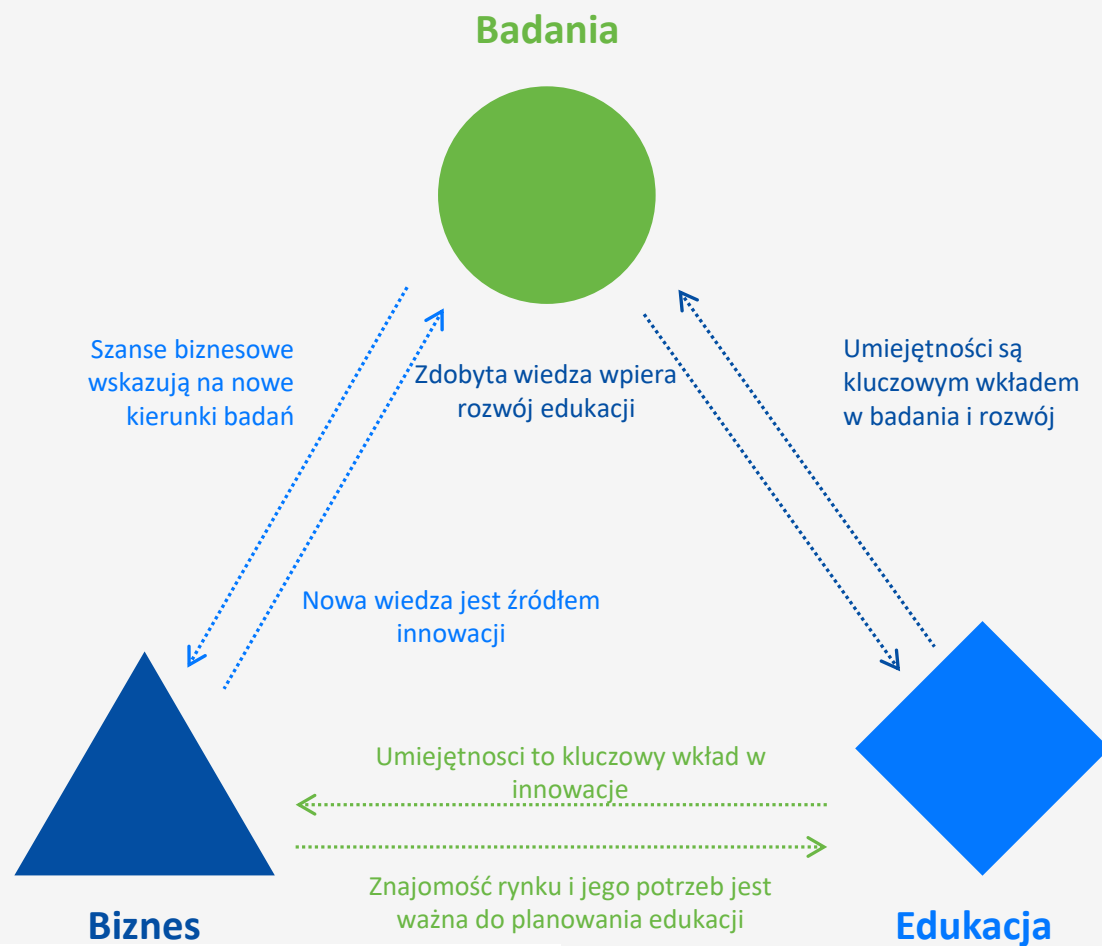 Badania
Szanse biznesowe
wskazują na nowe
kierunki badań
Zdobyta wiedza wpiera
rozwój edukacji
Umiejętności są
kluczowym wkładem
w badania i rozwój
Nowa wiedza jest źródłem
innowacji
Umiejętnosci to kluczowy wkład w
innowacje
Znajomość rynku i jego potrzeb jest
ważna do planowania edukacji
Biznes
Edukacja